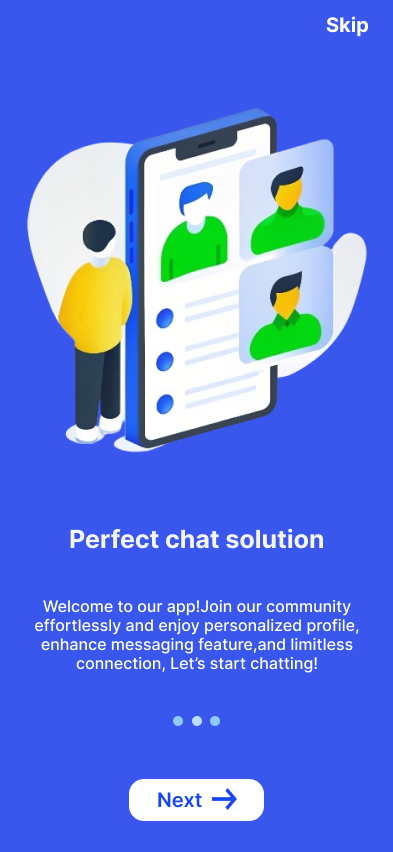 Skip
Perfect chat solution
Welcome to our app!Join our community
effortlessly and enjoy personalized profile,
enhance messaging feature,and limitless
connection, Let’s start chatting!
Next